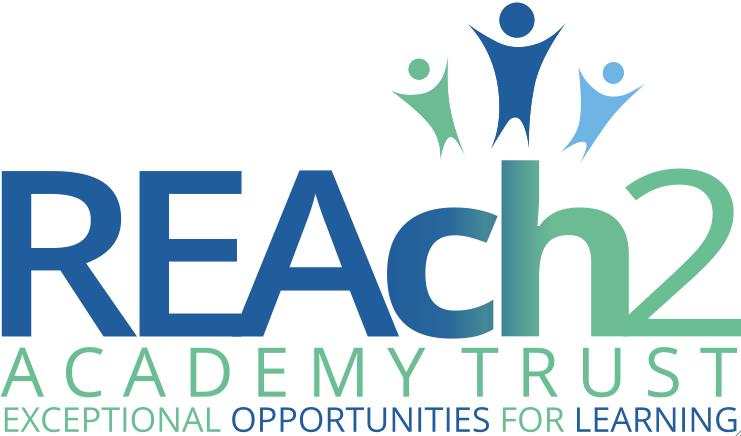 REAch2
ACADEMY TRUST
EXCEPTIONAL OPPORTUNITIES FOR LEARNING